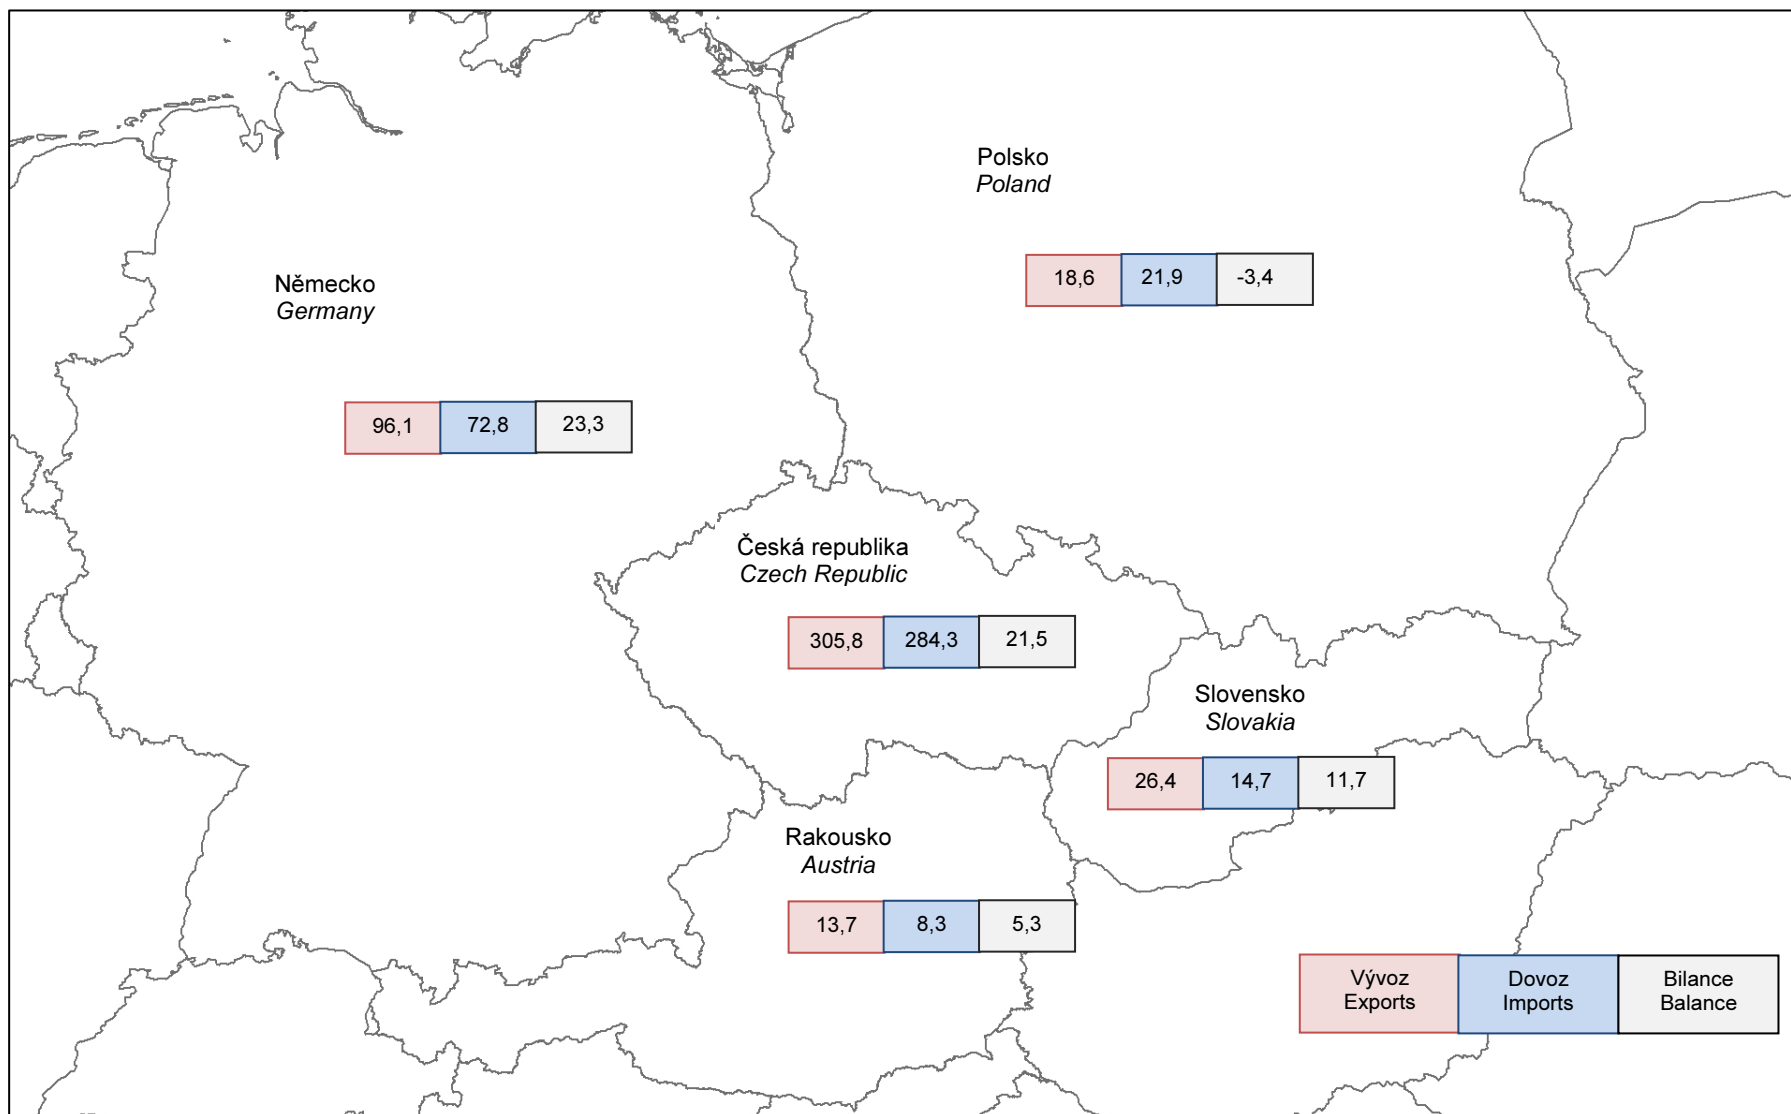 Polsko
Poland
18,6 21,9 -3,4
Německo
Germany
96,1 72,8 23,3
Česká republika
Czech Republic
305,8 284,3 21,5
Slovensko
Slovakia
26,4 14,7 11,7
Rakousko
Austria
13,7 8,3 5,3
Vývoz Dovoz Bilance
Exports Imports Balance